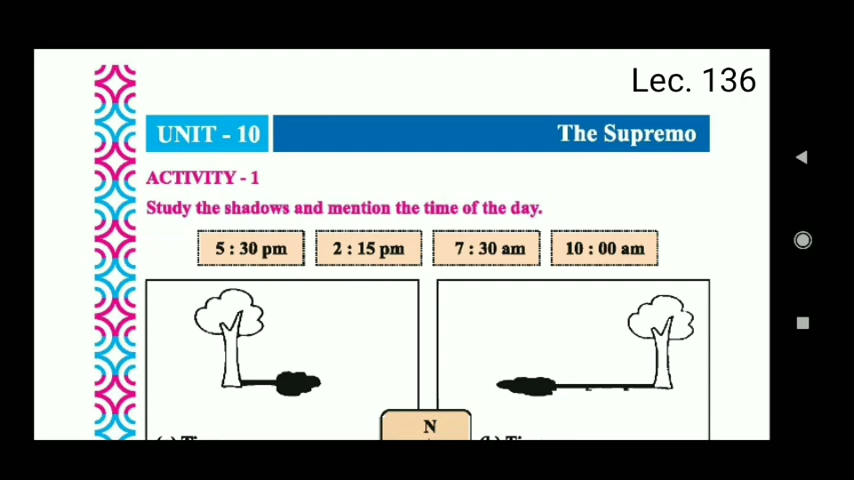 Lec. 136
UNIT - 10
The Supremo
ACTIVITY - 1
Study the shadows and mention the time of the day.
5 : 30 pm
2 : 15 pm
7 : 30 am
10 : 00 am
N